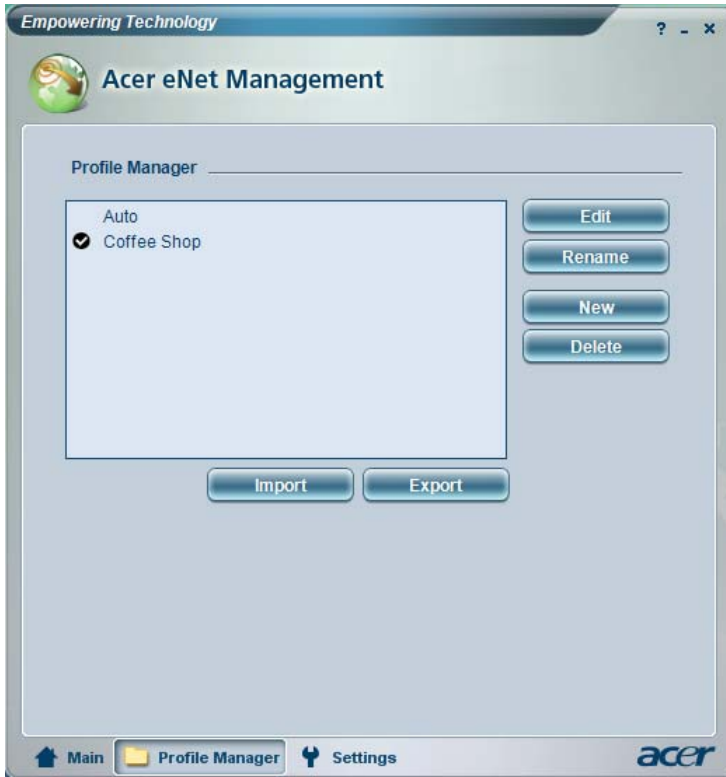 Empowering Technology
? - ×
Acer eNet Management
Profile Manager
Auto
Coffee Shop
Edit
Rename
New
Delete
Import
Export
Main
Profile Manager
Settings
acer